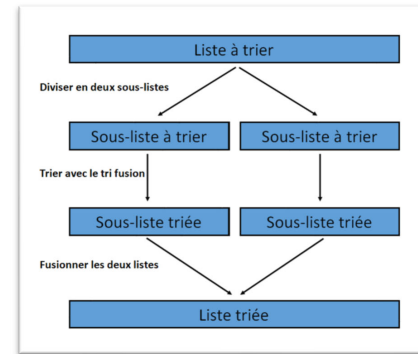 Liste à trier
Diviser en deux sous-listes
Sous-liste à trier Sous-liste à trier
Trier avec le tri fusion
Sous-liste triée Sous-liste triée
Fusionner les deux listes
Liste triée